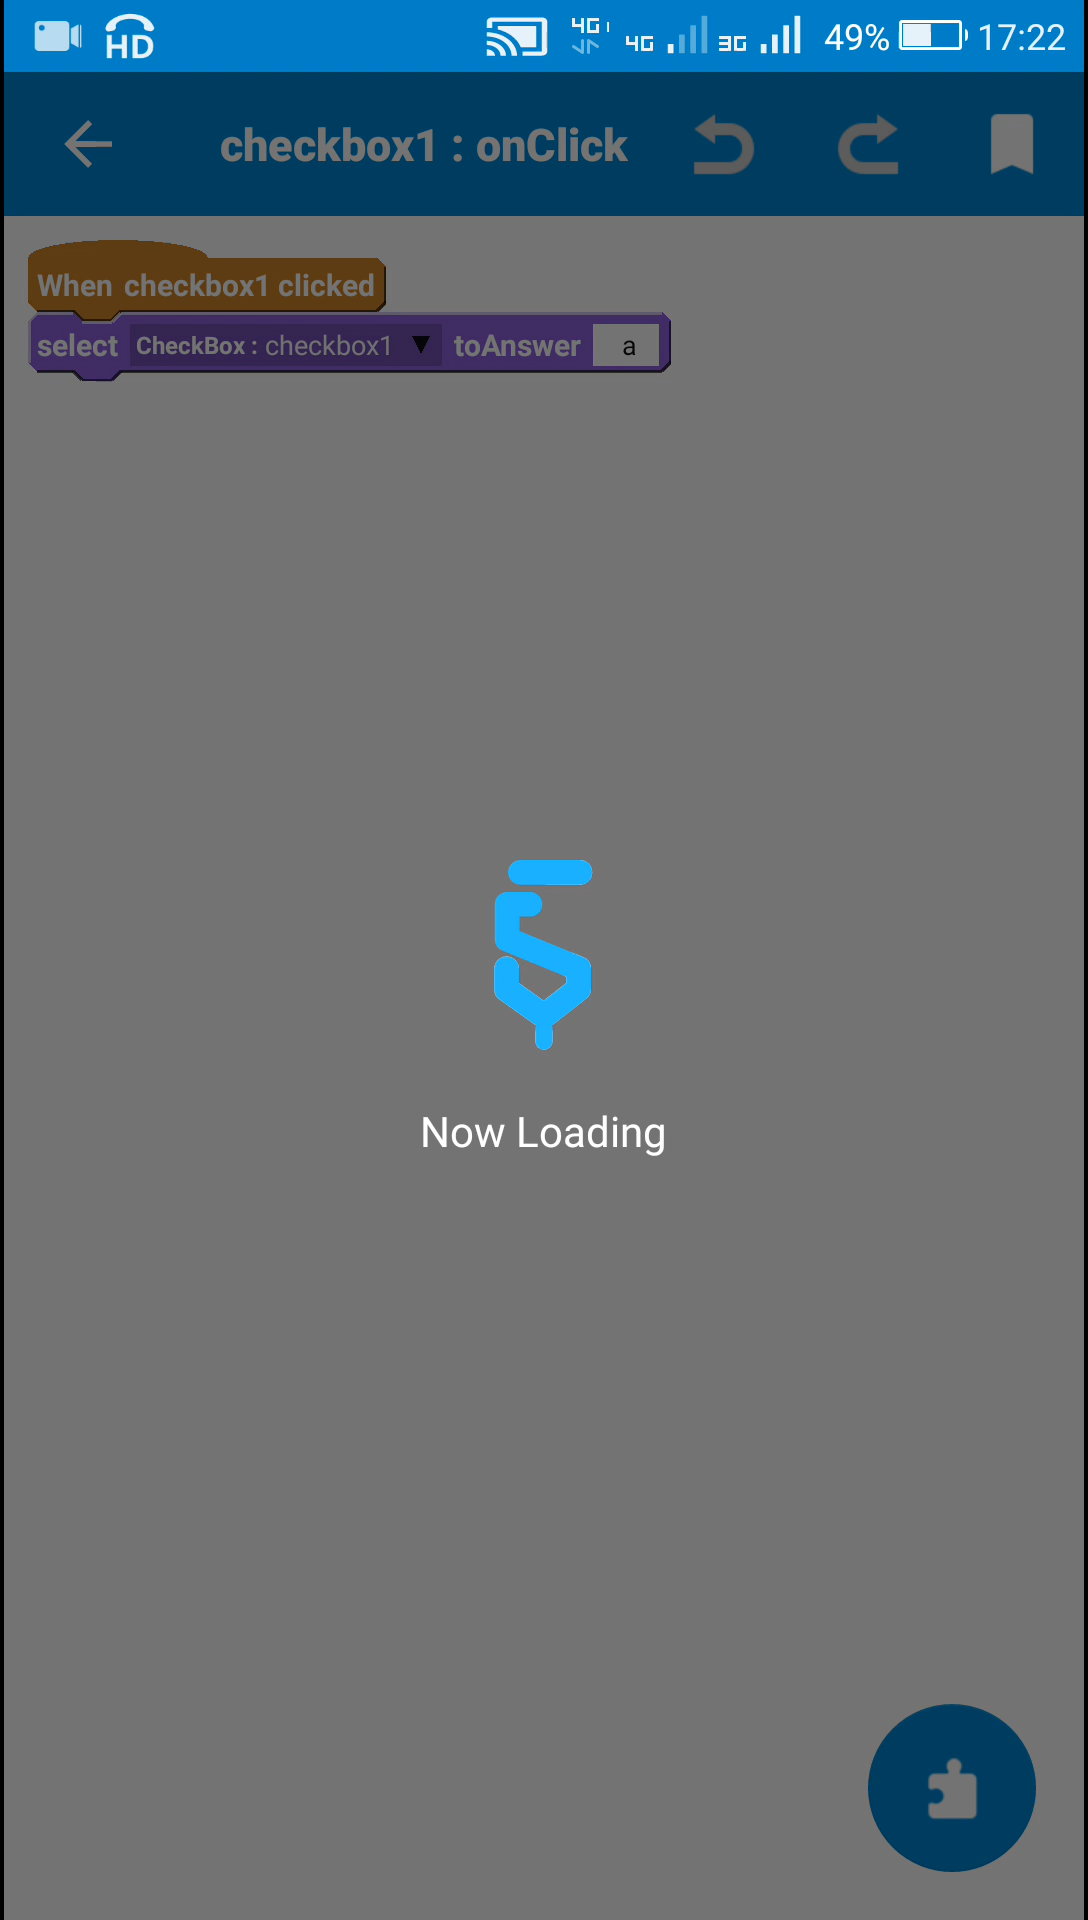 HD 4G 4G 3G 49% 17:22
checkbox1 : onClick
When checkbox1 clicked
select CheckBox : checkbox1 ▼ toAnswer a
Now Loading